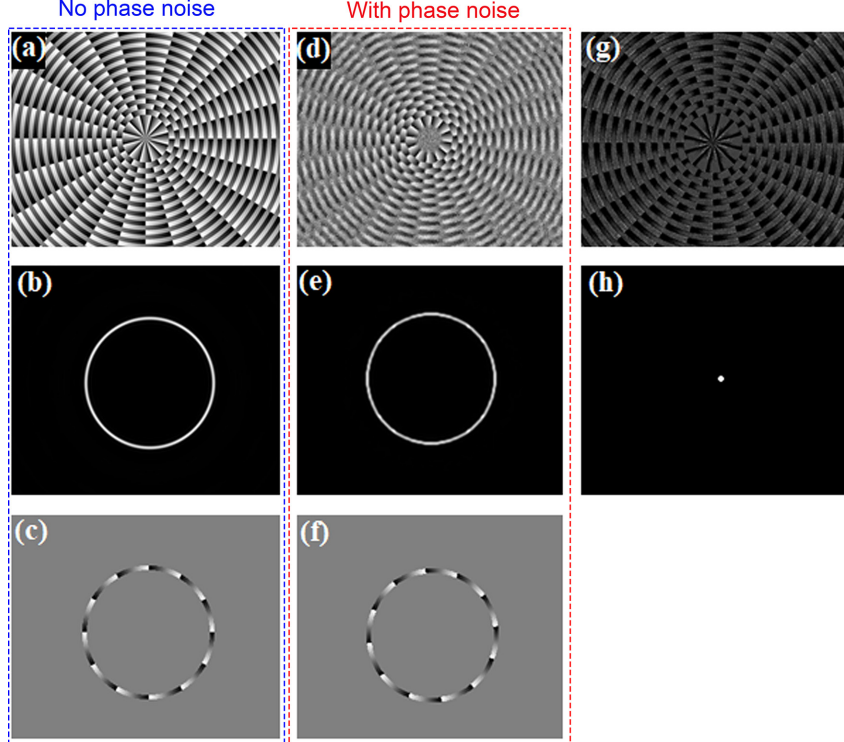 No phase noise
With phase noise
(a)
(d)
(g)
(b)
(e)
(h)
(c)
(f)